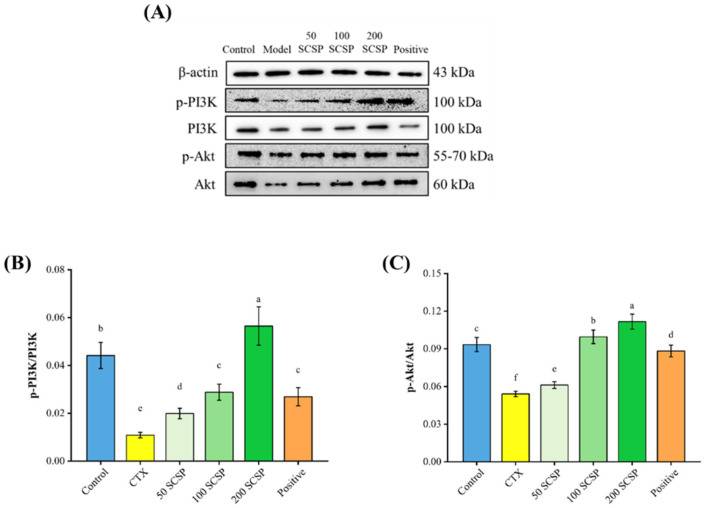 (A)
50 100 200
Control Model SCSP SCSP SCSP Positive
β-actin 43 kDa
p-PI3K 100 kDa
PI3K 100 kDa
p-Akt 55-70 kDa
Akt 60 kDa
(B)
p-PI3K/PI3K
0.08
0.06
0.04
0.02
0.00
b
e
d
c
a
c
Control
CTX
50 SCSP
100 SCSP
200 SCSP
Positive
(C)
p-Akt/Akt
0.15
0.12
0.09
0.06
0.03
0.00
c
f
e
b
a
d
Control
CTX
50 SCSP
100 SCSP
200 SCSP
Positive